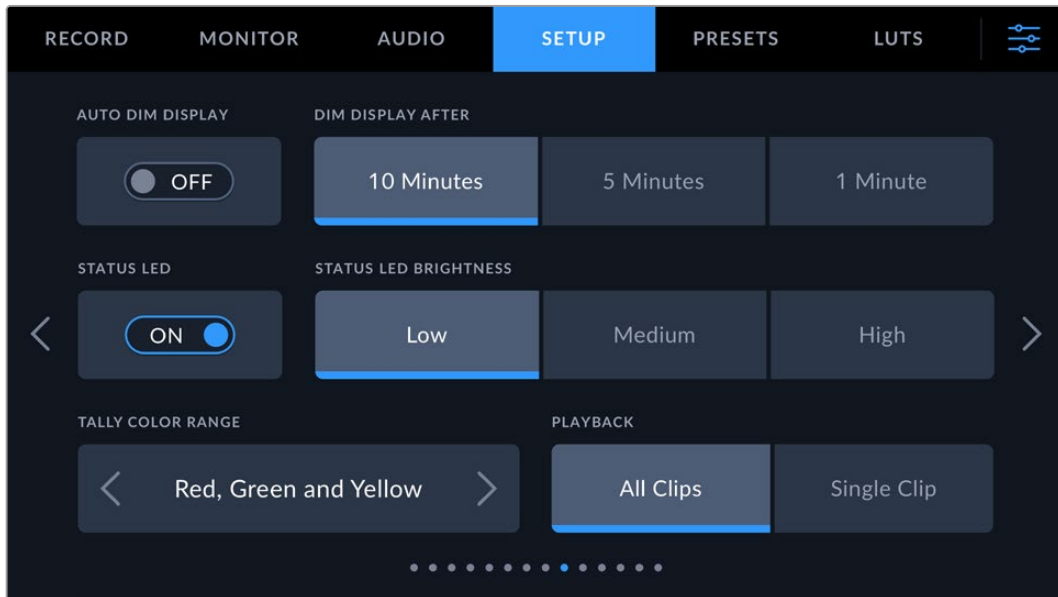 RECORD MONITOR AUDIO SETUP PRESETS LUTS
AUTO DIM DISPLAY DIM DISPLAY AFTER
OFF 10 Minutes 5 Minutes 1 Minute
STATUS LED STATUS LED BRIGHTNESS
ON Low Medium High
TALLY COLOR RANGE PLAYBACK
Red, Green and Yellow All Clips Single Clip